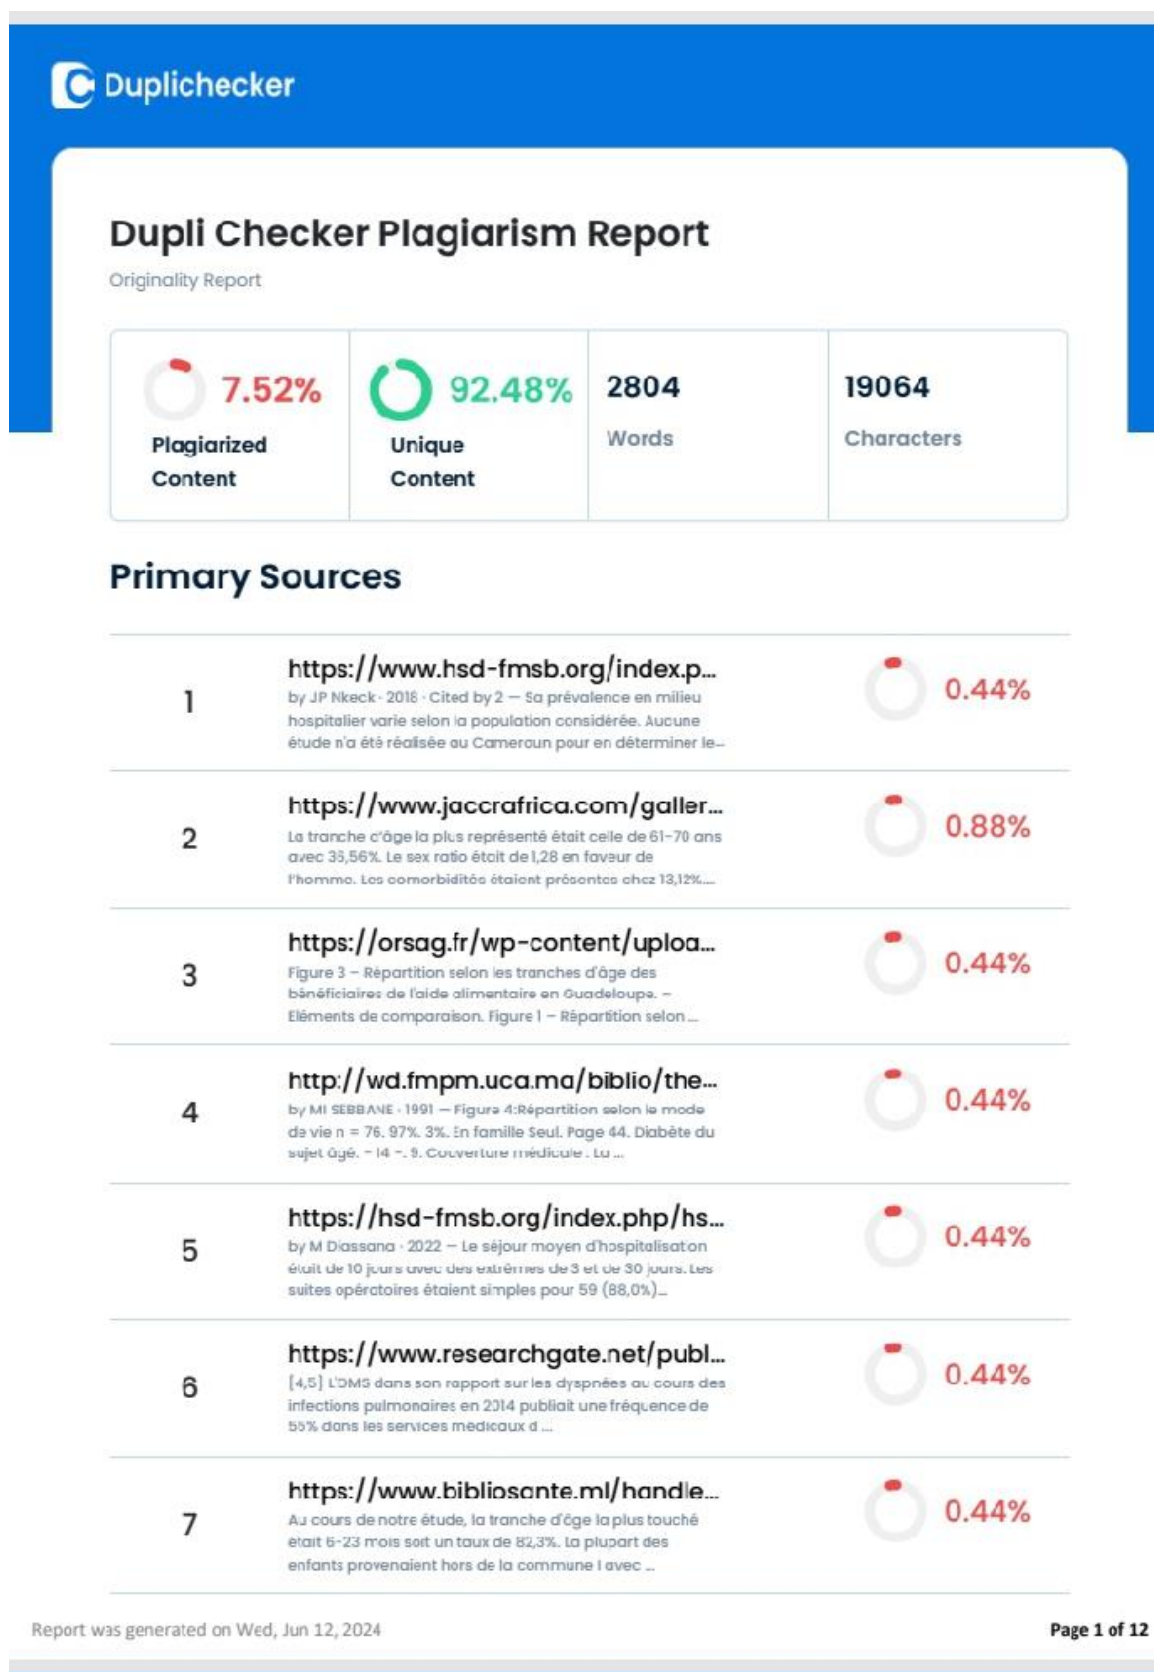 Duplichecker
Dupli Checker Plagiarism Report
Originality Report
7.52%
Plagiarized
Content
92.48%
Unique
Content
2804
Words
19064
Characters
Primary Sources
1
https://www.hsd-fmsb.org/index.p...
by JP Nkeck · 2018 · Cited by 2 — Sa prévalence en milieu
hospitalier varie selon la population considérée. Aucune
étude n'a été réalisée au Cameroun pour en déterminer le...
0.44%
2
https://www.jaccrafrica.com/galler...
La tranche d'âge la plus représenté était celle de 61-70 ans
avec 36,56%. Le sex ratio étoit de 1,28 en faveur de
l'homme. Les comorbidités étaient présentes chez 13,12%....
0.88%
3
https://orsag.fr/wp-content/uploa...
Figure 3 – Répartition selon les tranches d'âge des
bénéficiaires de l'aide alimentaire en Guadeloupe. –
Eléments de comparaison. Figure 1 – Répartition selon ...
0.44%
4
http://wd.fmpm.uca.ma/biblio/the...
by MI SEBBANE · 1991 — Figure 4:Répartition selon le mode
de vie n = 76. 97%. 3%. En famille Seul. Page 44. Diabète du
sujet âgé. - 14 -. 9. Couverture médicale : La ...
0.44%
5
https://hsd-fmsb.org/index.php/hs...
by M Diassana · 2022 — Le séjour moyen d'hospitalisation
était de 10 jours avec des extrêmes de 3 et de 30 jours. Les
suites opératoires étaient simples pour 59 (88,0%)...
0.44%
6
https://www.researchgate.net/publ...
[4,5] L'OMS dans son rapport sur les dyspnées au cours des
infections pulmonaires en 2014 publiait une fréquence de
55% dans les services médicaux d ...
0.44%
7
https://www.bibliosante.ml/handle...
Au cours de notre étude, la tranche d'âge la plus touché
était 6-23 mois soit un taux de 82,3%. La plupart des
enfants provenaient hors de la commune I avec ...
0.44%
Report was generated on Wed, Jun 12, 2024
Page 1 of 12